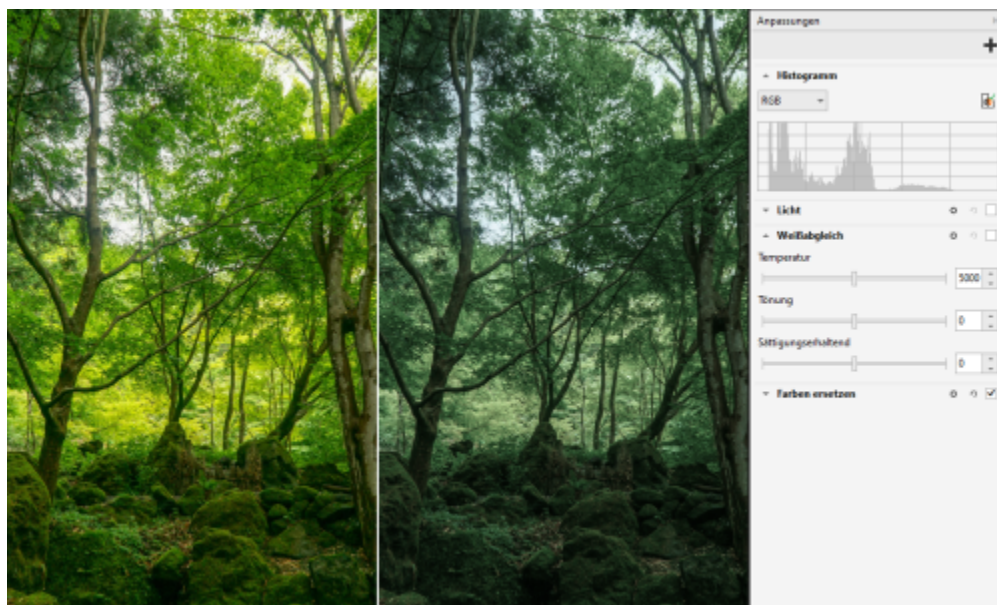 Anpassungen
Histogramm
RGB
Licht
Weißabgleich
Temperatur
5000
Tönung
0
Sättigungserhaltend
0
Farben ersetzen